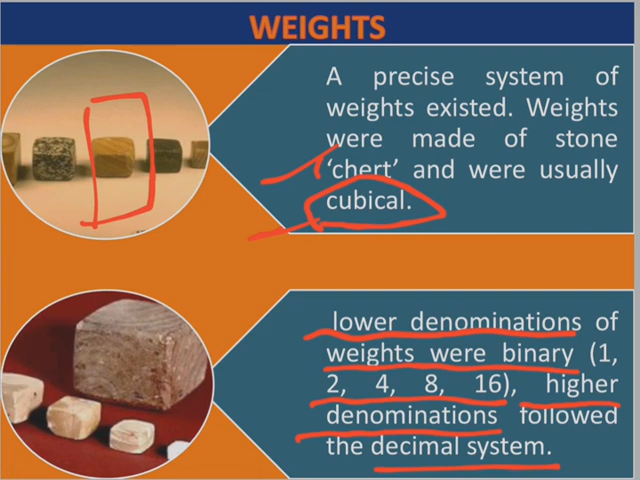 WEIGHTS
A precise system of
weights existed. Weights
were made of stone
‘chert’ and were usually
cubical.
lower denominations of
weights were binary (1,
2, 4, 8, 16), higher
denominations followed
the decimal system.